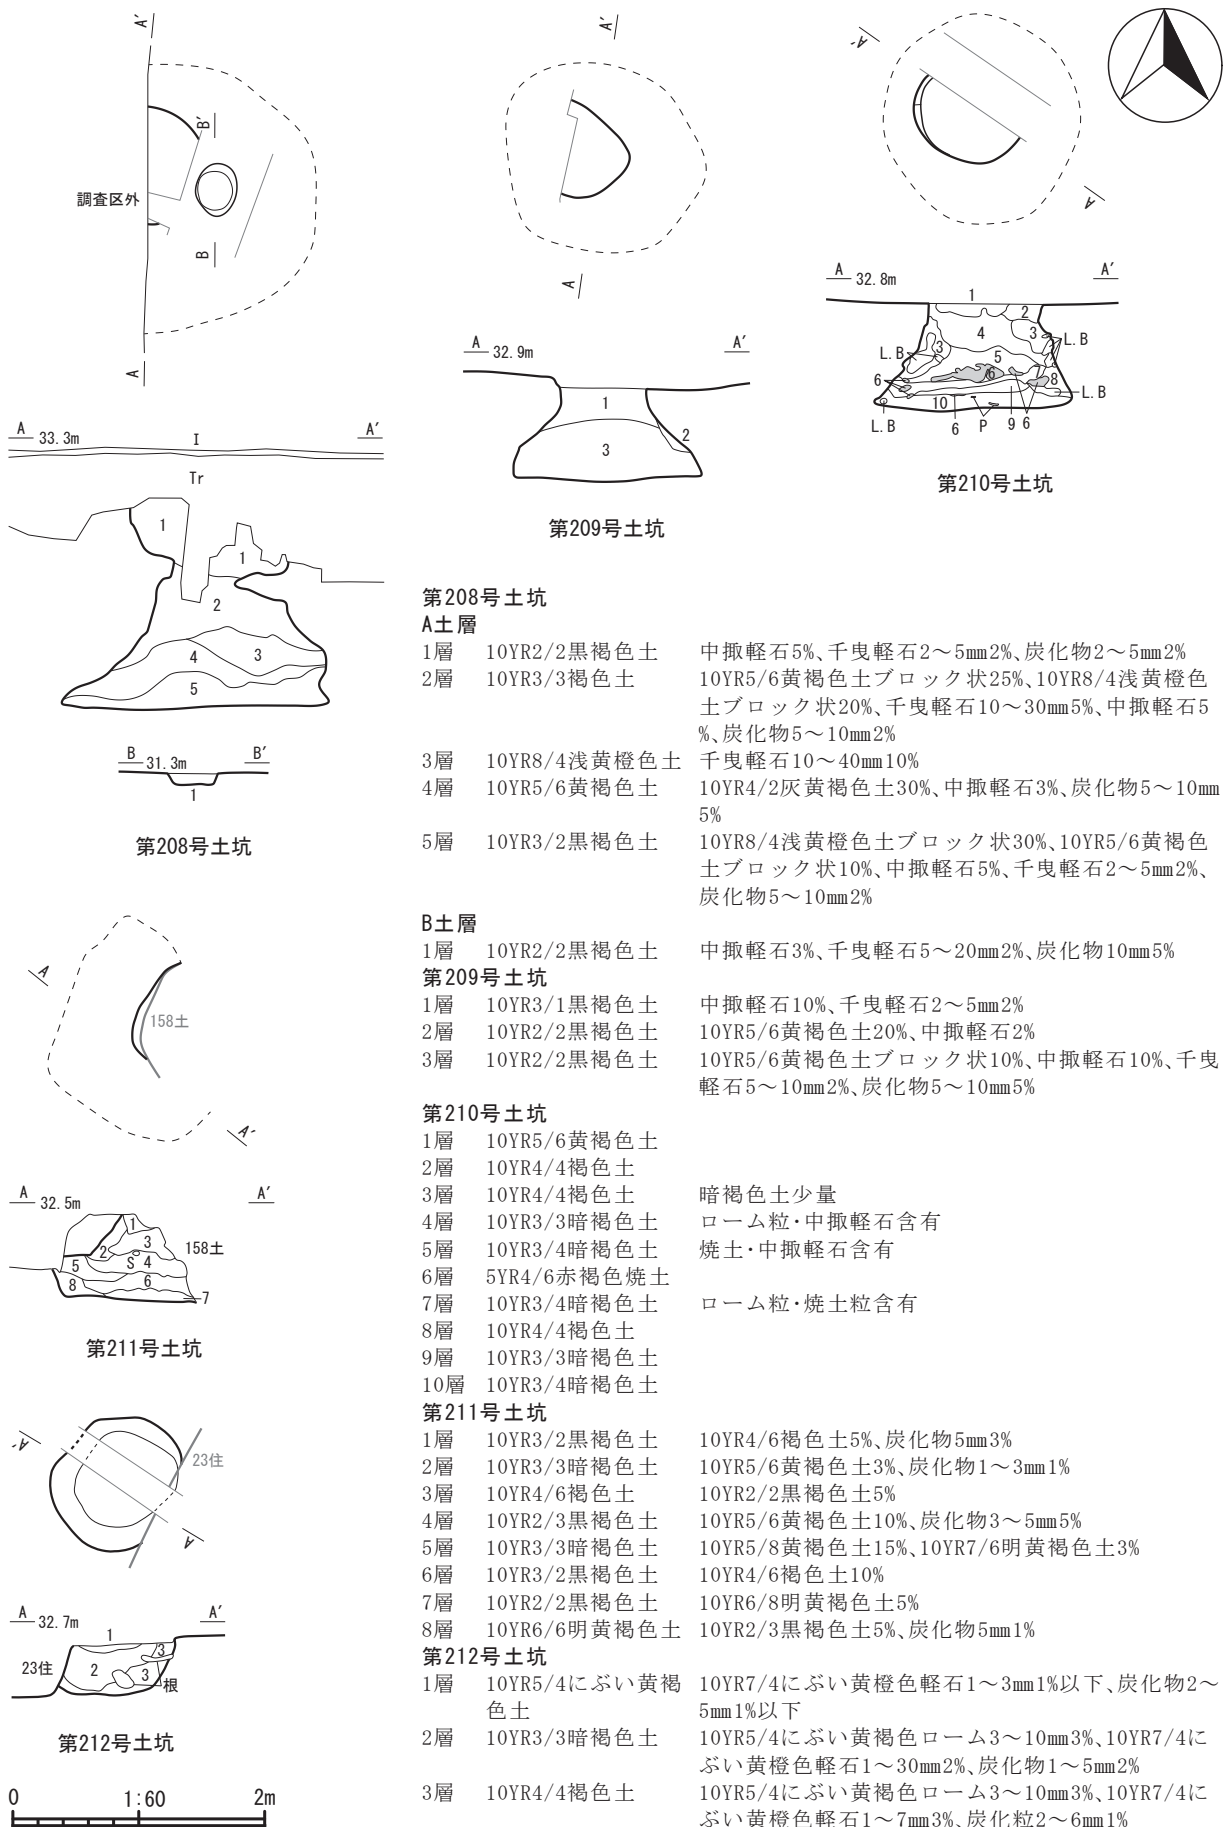 A′
A′
A′
B′
調査区外
B
A
A
A
A 33.3m I A′
Tr
1
1
2
4 3
5
B 31.3m B′
1
第208号土坑
A 32.9m A′
1
2
3
第209号土坑
A 32.8m A′
1
2
4 3
3 L.B
L.B 5
7
6 6 8
L.B
10
L.B 6 P 9 6
第210号土坑
A
158土
A′
A 32.5m A′
1
3
2 158土
5 S 4
8 6
7
第211号土坑
A′
23住
A
A 32.7m A′
1
3
23住 2 3
根
第212号土坑
0 1:60 2m
第208号土坑
A土層
1層 10YR2/2黒褐色土 中掫軽石5%、千曳軽石2～5mm2%、炭化物2～5mm2%
2層 10YR3/3褐色土 10YR5/6黄褐色土ブロック状25%、10YR8/4浅黄橙色
土ブロック状20%、千曳軽石10～30mm5%、中掫軽石5
%、炭化物5～10mm2%
3層 10YR8/4浅黄橙色土 千曳軽石10～40mm10%
4層 10YR5/6黄褐色土 10YR4/2灰黄褐色土30%、中掫軽石3%、炭化物5～10mm
5%
5層 10YR3/2黒褐色土 10YR8/4浅黄橙色土ブロック状30%、10YR5/6黄褐色
土ブロック状10%、中掫軽石5%、千曳軽石2～5mm2%、
炭化物5～10mm2%
B土層
1層 10YR2/2黒褐色土 中掫軽石3%、千曳軽石5～20mm2%、炭化物10mm5%
第209号土坑
1層 10YR3/1黒褐色土 中掫軽石10%、千曳軽石2～5mm2%
2層 10YR2/2黒褐色土 10YR5/6黄褐色土20%、中掫軽石2%
3層 10YR2/2黒褐色土 10YR5/6黄褐色土ブロック状10%、中掫軽石10%、千曳
軽石5～10mm2%、炭化物5～10mm5%
第210号土坑
1層 10YR5/6黄褐色土
2層 10YR4/4褐色土
3層 10YR4/4褐色土 暗褐色土少量
4層 10YR3/3暗褐色土 ローム粒・中掫軽石含有
5層 10YR3/4暗褐色土 焼土・中掫軽石含有
6層 5YR4/6赤褐色焼土
7層 10YR3/4暗褐色土 ローム粒・焼土粒含有
8層 10YR4/4褐色土
9層 10YR3/3暗褐色土
10層 10YR3/4暗褐色土
第211号土坑
1層 10YR3/2黒褐色土 10YR4/6褐色土5%、炭化物5mm3%
2層 10YR3/3暗褐色土 10YR5/6黄褐色土3%、炭化物1～3mm1%
3層 10YR4/6褐色土 10YR2/2黒褐色土5%
4層 10YR2/3黒褐色土 10YR5/6黄褐色土10%、炭化物3～5mm5%
5層 10YR3/3暗褐色土 10YR5/8黄褐色土15%、10YR7/6明黄褐色土3%
6層 10YR3/2黒褐色土 10YR4/6褐色土10%
7層 10YR2/2黒褐色土 10YR6/8明黄褐色土5%
8層 10YR6/6明黄褐色土 10YR2/3黒褐色土5%、炭化物5mm1%
第212号土坑
1層 10YR5/4にぶい黄褐 10YR7/4にぶい黄橙色軽石1～3mm1%以下、炭化物2～
色土 5mm1%以下
2層 10YR3/3暗褐色土 10YR5/4にぶい黄褐色ローム3～10mm3%、10YR7/4に
ぶい黄橙色軽石1～30mm2%、炭化物1～5mm2%
3層 10YR4/4褐色土 10YR5/4にぶい黄褐色ローム3～10mm3%、10YR7/4に
ぶい黄橙色軽石1～7mm3%、炭化粒2～6mm1%